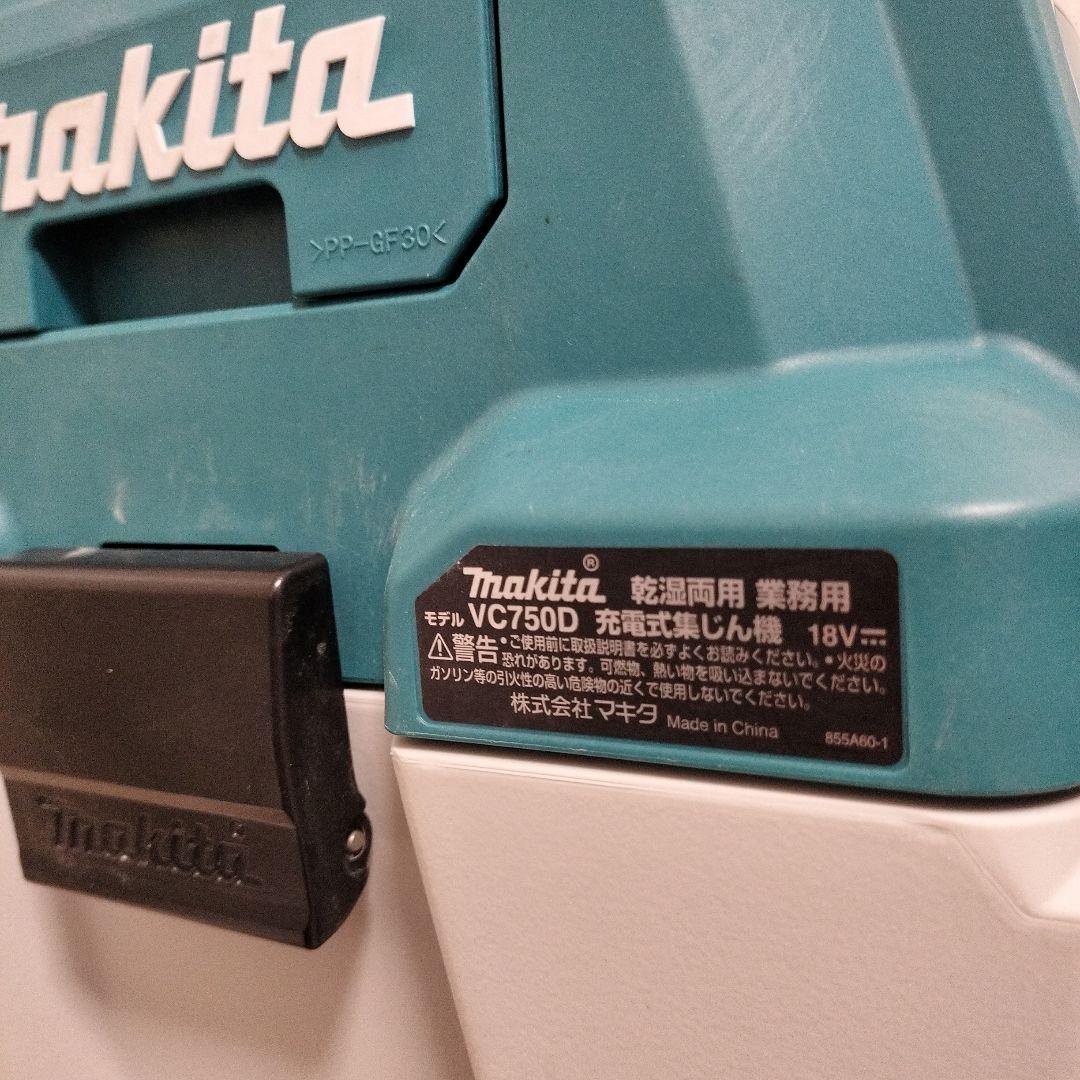 makita
>PP-GF30<
makita® 乾湿両用 業務用
モデル VC750D 充電式集じん機 18V
⚠警告 •ご使用前に取扱説明書を必ずよくお読みください。•火災の
恐れがあります。可燃物、熱い物を吸い込まないでください。
ガソリン等の引火性の高い危険物の近くで使用しないでください。
株式会社マキタ Made in China 855A60-1
makita